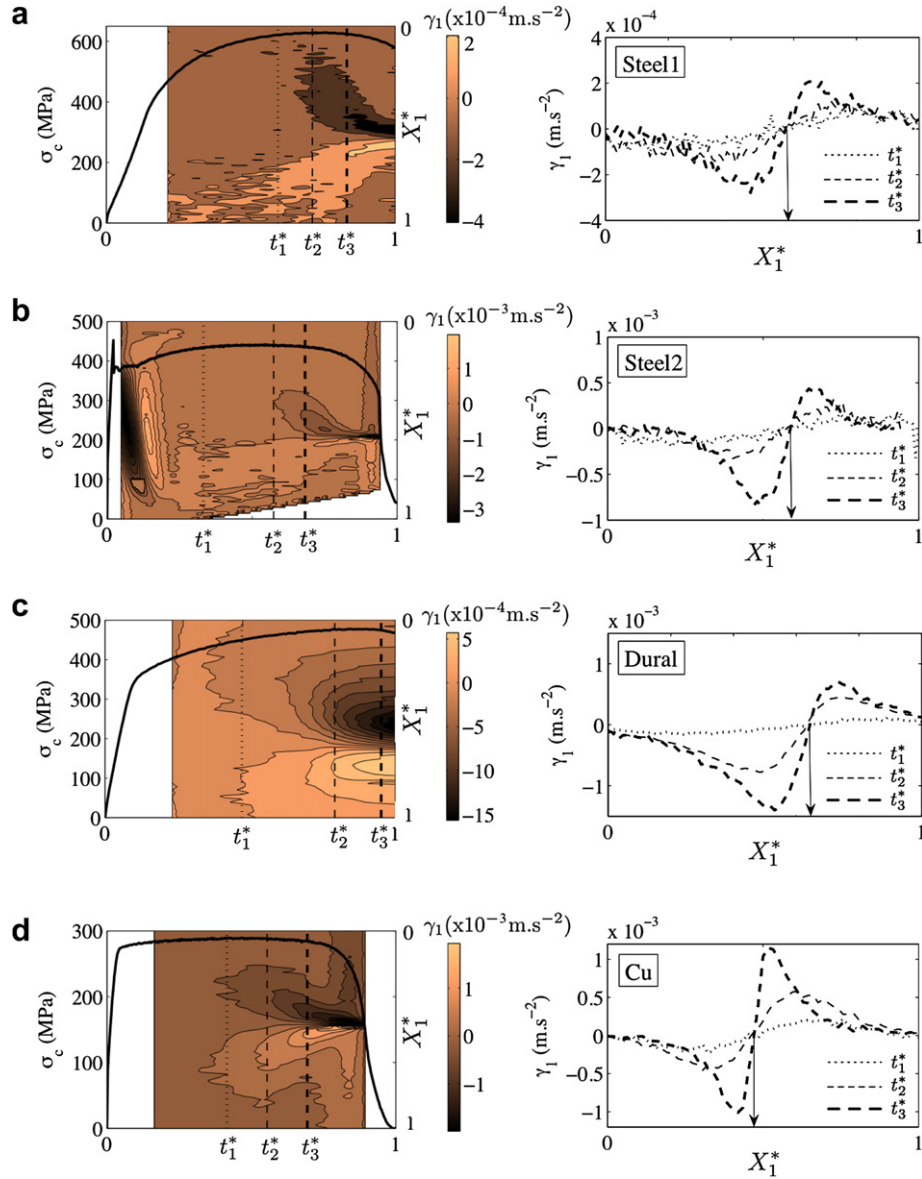 a
γ₁(x10⁻⁴m.s⁻²)
σc (MPa)
600
400
200
0
0
t₁*
t₂*
t₃*
1
0
X₁*
1
2
0
−2
−4
x 10⁻⁴
Steel1
γ₁ (m.s⁻²)
4
2
0
−2
−4
t₁*
t₂*
t₃*
0
X₁*
1
b
γ₁(x10⁻³m.s⁻²)
σc (MPa)
500
400
300
200
100
0
0
t₁*
t₂*
t₃*
1
0
X₁*
1
1
0
−1
−2
−3
x 10⁻³
Steel2
γ₁ (m.s⁻²)
1
0.5
0
−0.5
−1
t₁*
t₂*
t₃*
0
X₁*
1
c
γ₁(x10⁻⁴m.s⁻²)
σc (MPa)
500
400
300
200
100
0
0
t₁*
t₂*
t₃*
1
0
X₁*
1
5
0
−5
−10
−15
x 10⁻³
Dural
γ₁ (m.s⁻²)
1
0
−1
t₁*
t₂*
t₃*
0
X₁*
1
d
γ₁(x10⁻³m.s⁻²)
σc (MPa)
300
200
100
0
0
t₁*
t₂*
t₃*
1
0
X₁*
1
1
0
−1
x 10⁻³
Cu
γ₁ (m.s⁻²)
1
0.5
0
−0.5
−1
t₁*
t₂*
t₃*
0
X₁*
1